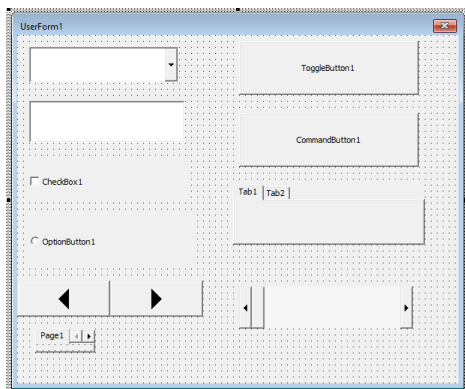 UserForm1
ToggleButton1
CommandButton1
CheckBox1
Tab1 Tab2
OptionButton1
Page1